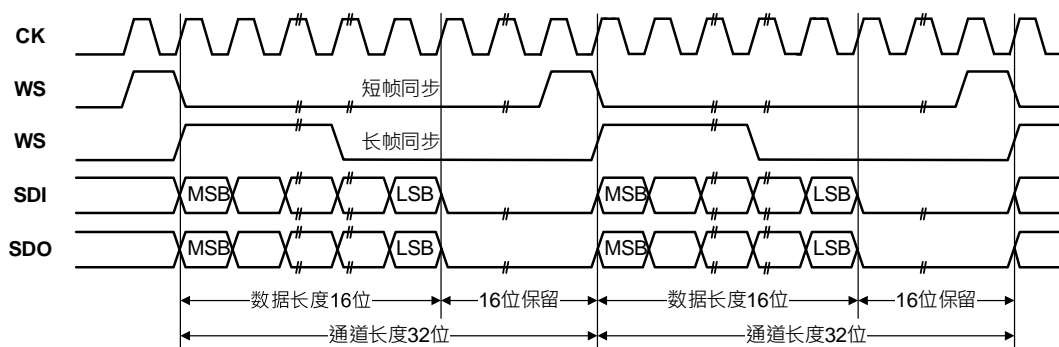 CK
WS 短帧同步
WS 长帧同步
SDI MSB LSB MSB LSB
SDO MSB LSB MSB LSB
数据长度16位 16位保留 数据长度16位 16位保留
通道长度32位 通道长度32位